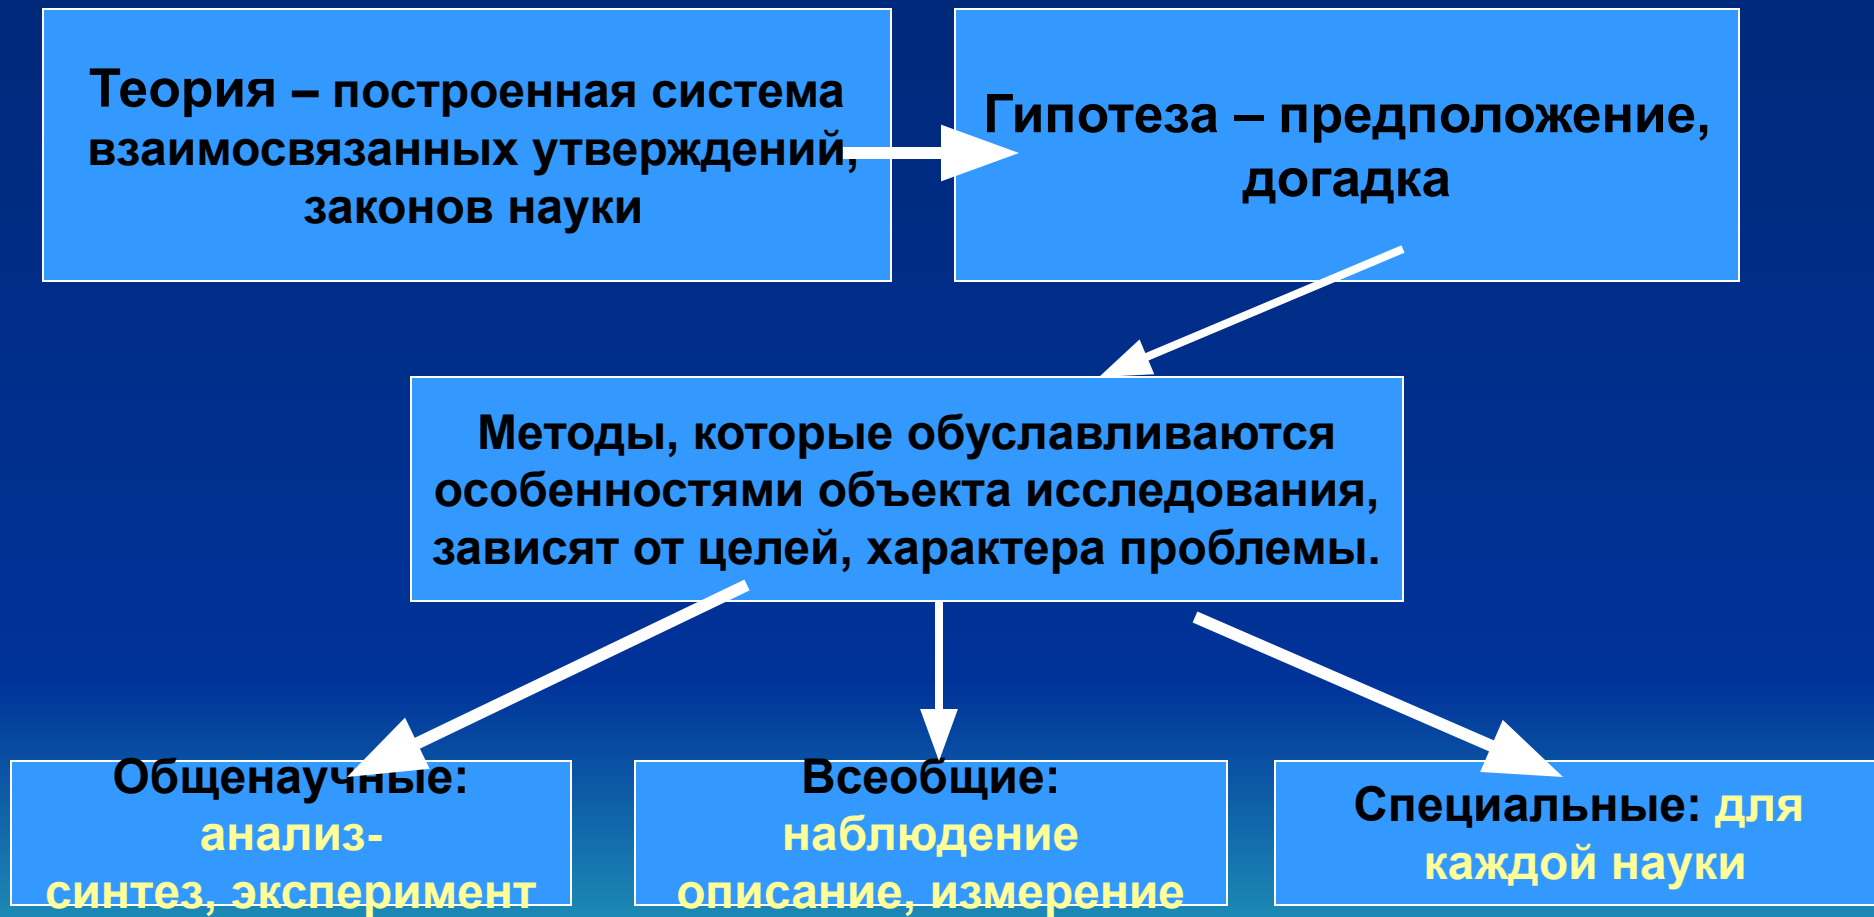 Теория – построенная система
взаимосвязанных утверждений,
законов науки
Гипотеза – предположение,
догадка
Методы, которые обуславливаются
особенностями объекта исследования,
зависят от целей, характера проблемы.
Общенаучные:
анализ-
синтез, эксперимент
Всеобщие:
наблюдение
описание, измерение
Специальные: для
каждой науки